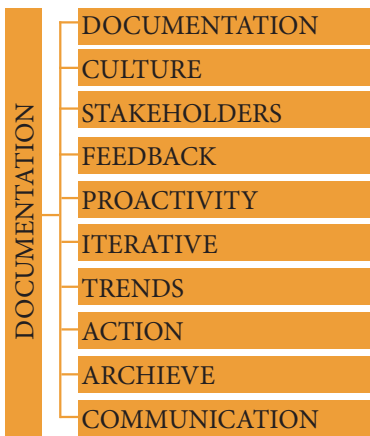 DOCUMENTATION
DOCUMENTATION
CULTURE
STAKEHOLDERS
FEEDBACK
PROACTIVITY
ITERATIVE
TRENDS
ACTION
ARCHIEVE
COMMUNICATION